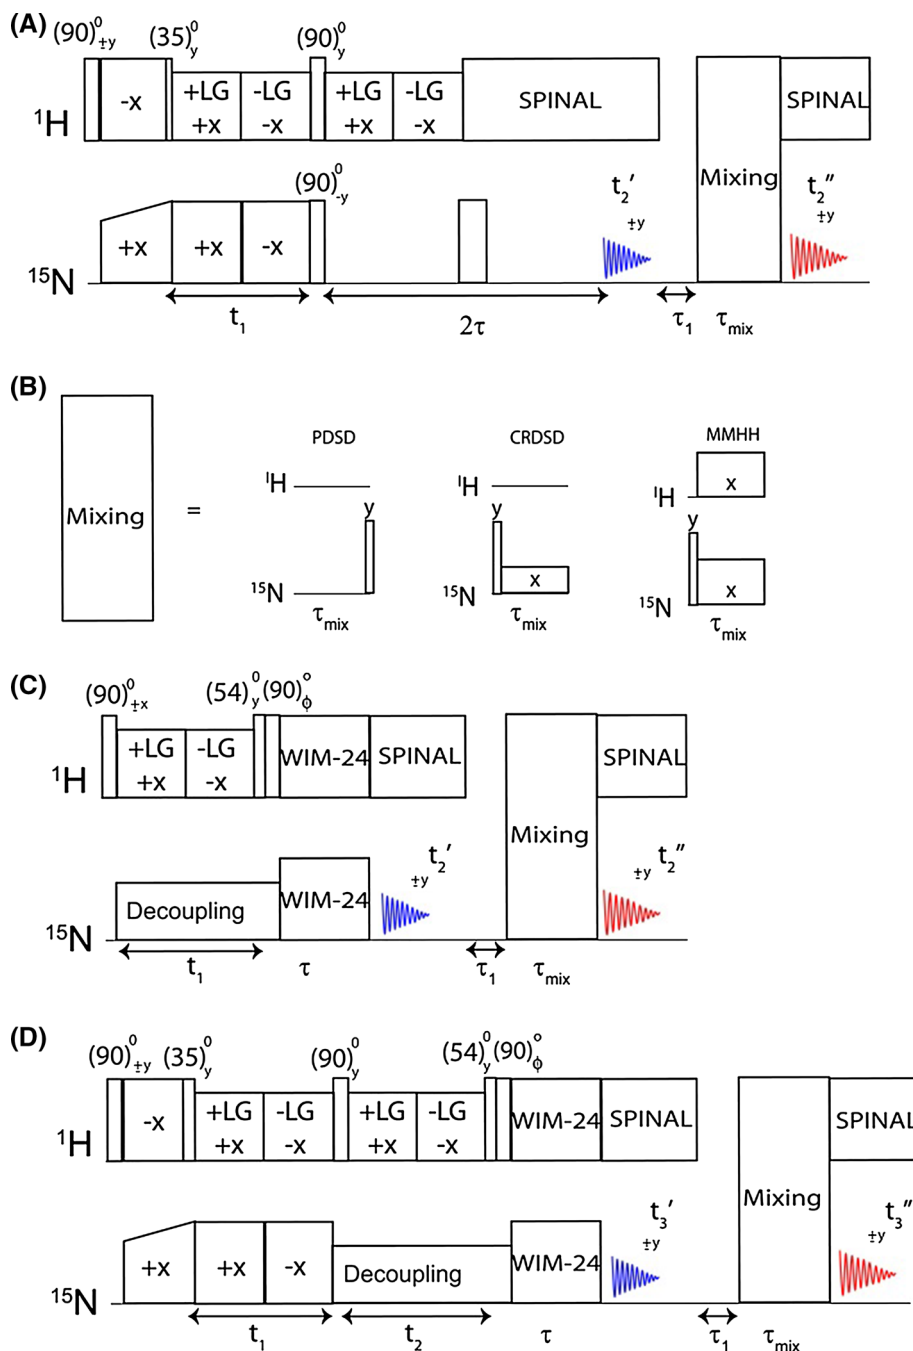 (A)
(90)⁰±y (35)⁰y (90)⁰y
+LG -LG +LG -LG
-x SPINAL SPINAL
¹H +x -x +x -x
Mixing
(90)⁰-y t₂′ t₂″
±y ±y
+x +x -x
¹⁵N
t₁ 2τ τ₁ τmix
(B)
PDSD CRDSD MMHH
ᴵH ᴵH ᴵH x
y y y
Mixing =
¹⁵N ¹⁵N x ¹⁵N x
τmix τmix τmix
(C)
(90)⁰±x (54)⁰y (90)°ϕ
+LG -LG WIM-24 SPINAL SPINAL
¹H +x -x
Mixing
t₂′ t₂″
±y ±y
Decoupling WIM-24
¹⁵N
t₁ τ τ₁ τmix
(D)
(90)⁰±y (35)⁰y (90)⁰y (54)⁰y (90)°ϕ
+LG -LG +LG -LG
-x WIM-24 SPINAL SPINAL
¹H +x -x +x -x
Mixing
t₃′ t₃″
±y ±y
+x +x -x Decoupling WIM-24
¹⁵N
t₁ t₂ τ τ₁ τmix